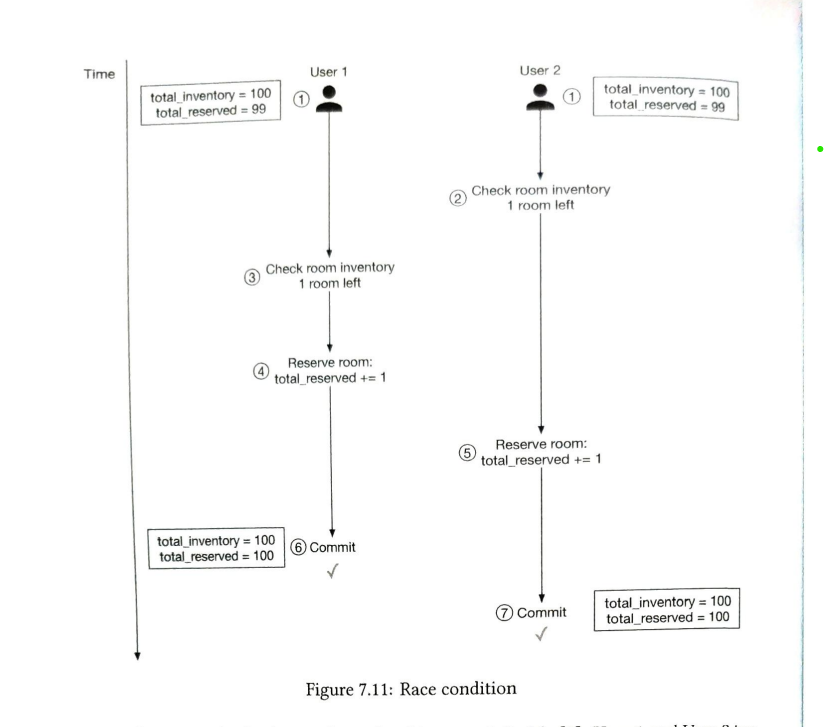 Time
User 1
User 2
total_inventory = 100
total_reserved = 99
①
①
total_inventory = 100
total_reserved = 99
② Check room inventory
1 room left
③ Check room inventory
1 room left
④ Reserve room:
total_reserved += 1
⑤ Reserve room:
total_reserved += 1
total_inventory = 100
total_reserved = 100
⑥ Commit
✓
⑦ Commit
✓
total_inventory = 100
total_reserved = 100
Figure 7.11: Race condition